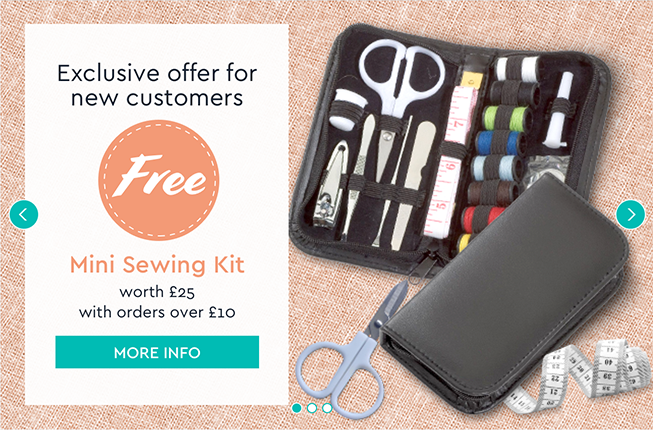 Exclusive offer for
new customers
Free
Mini Sewing Kit
worth £25
with orders over £10
MORE INFO